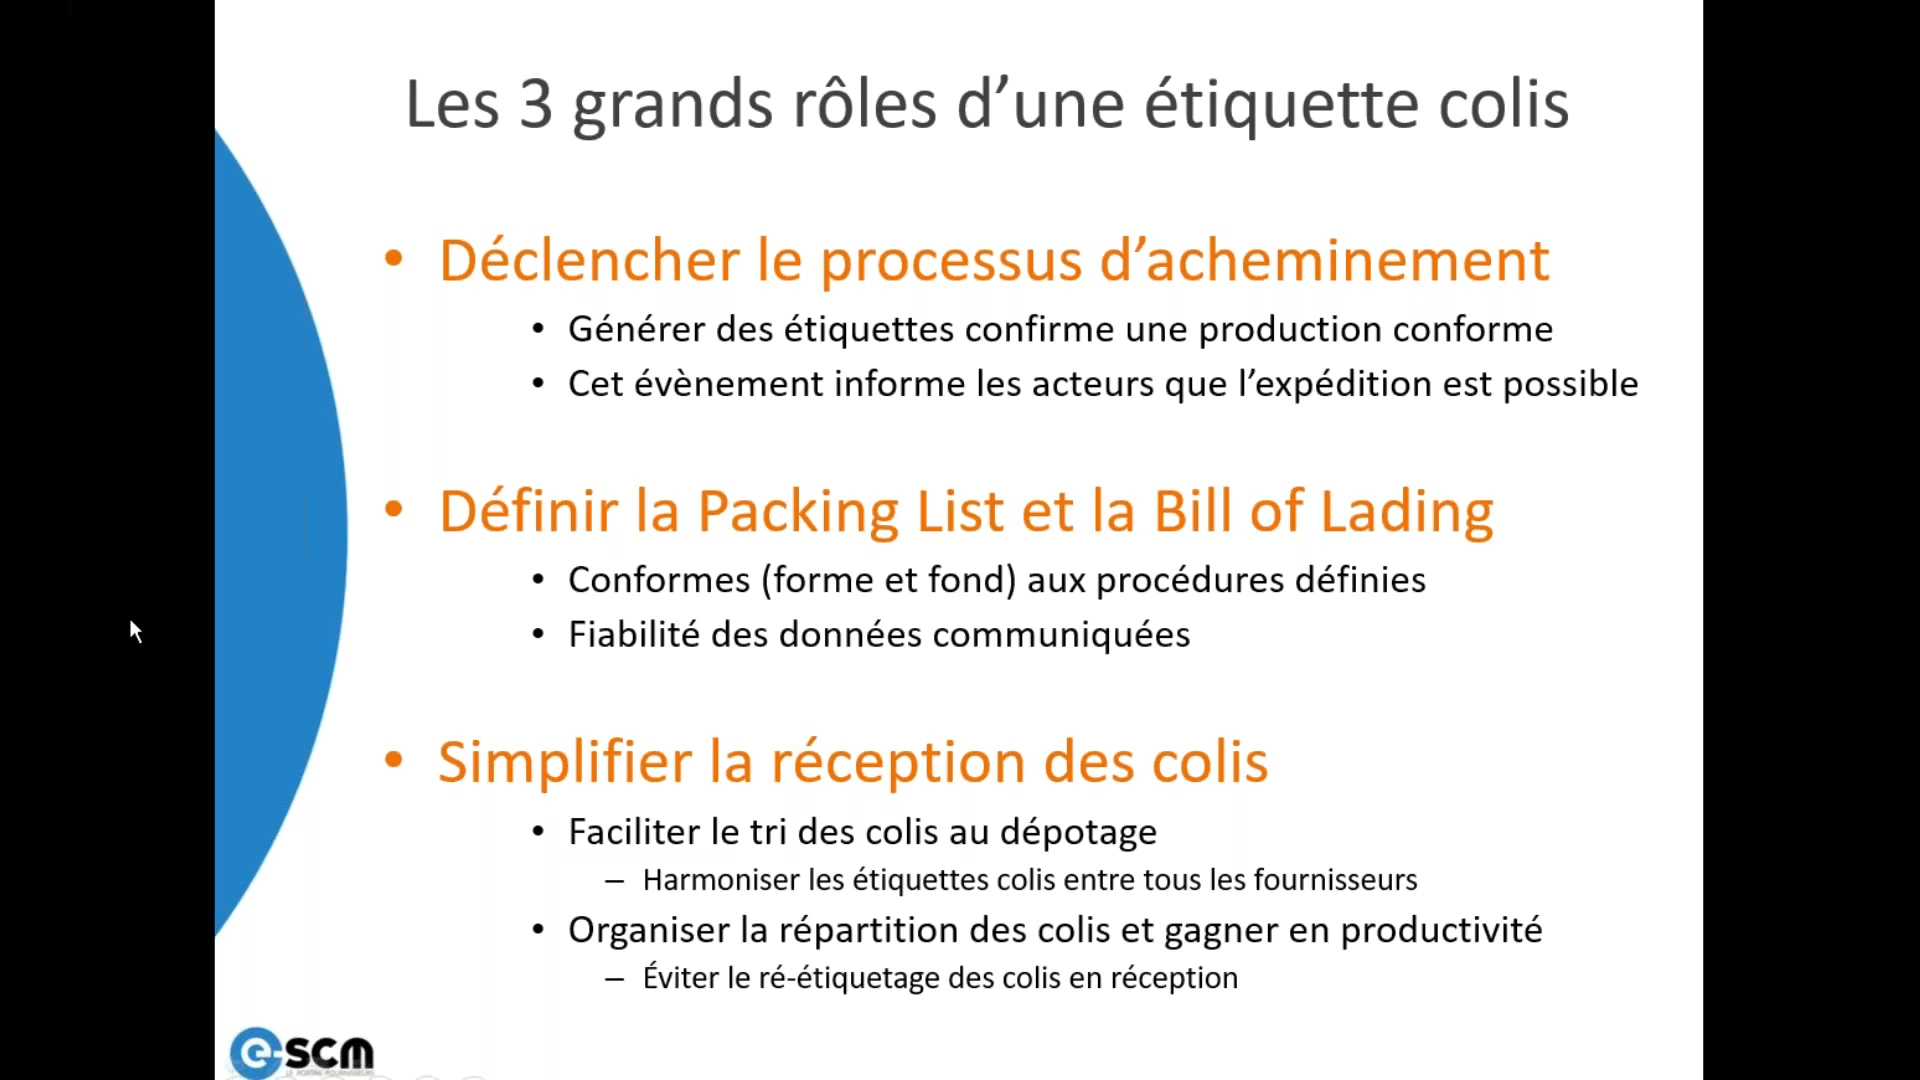 Les 3 grands rôles d’une étiquette colis
• Déclencher le processus d’acheminement
• Générer des étiquettes confirme une production conforme
• Cet évènement informe les acteurs que l’expédition est possible
• Définir la Packing List et la Bill of Lading
• Conformes (forme et fond) aux procédures définies
• Fiabilité des données communiquées
• Simplifier la réception des colis
• Faciliter le tri des colis au dépotage
– Harmoniser les étiquettes colis entre tous les fournisseurs
• Organiser la répartition des colis et gagner en productivité
– Éviter le ré-étiquetage des colis en réception
e-scm